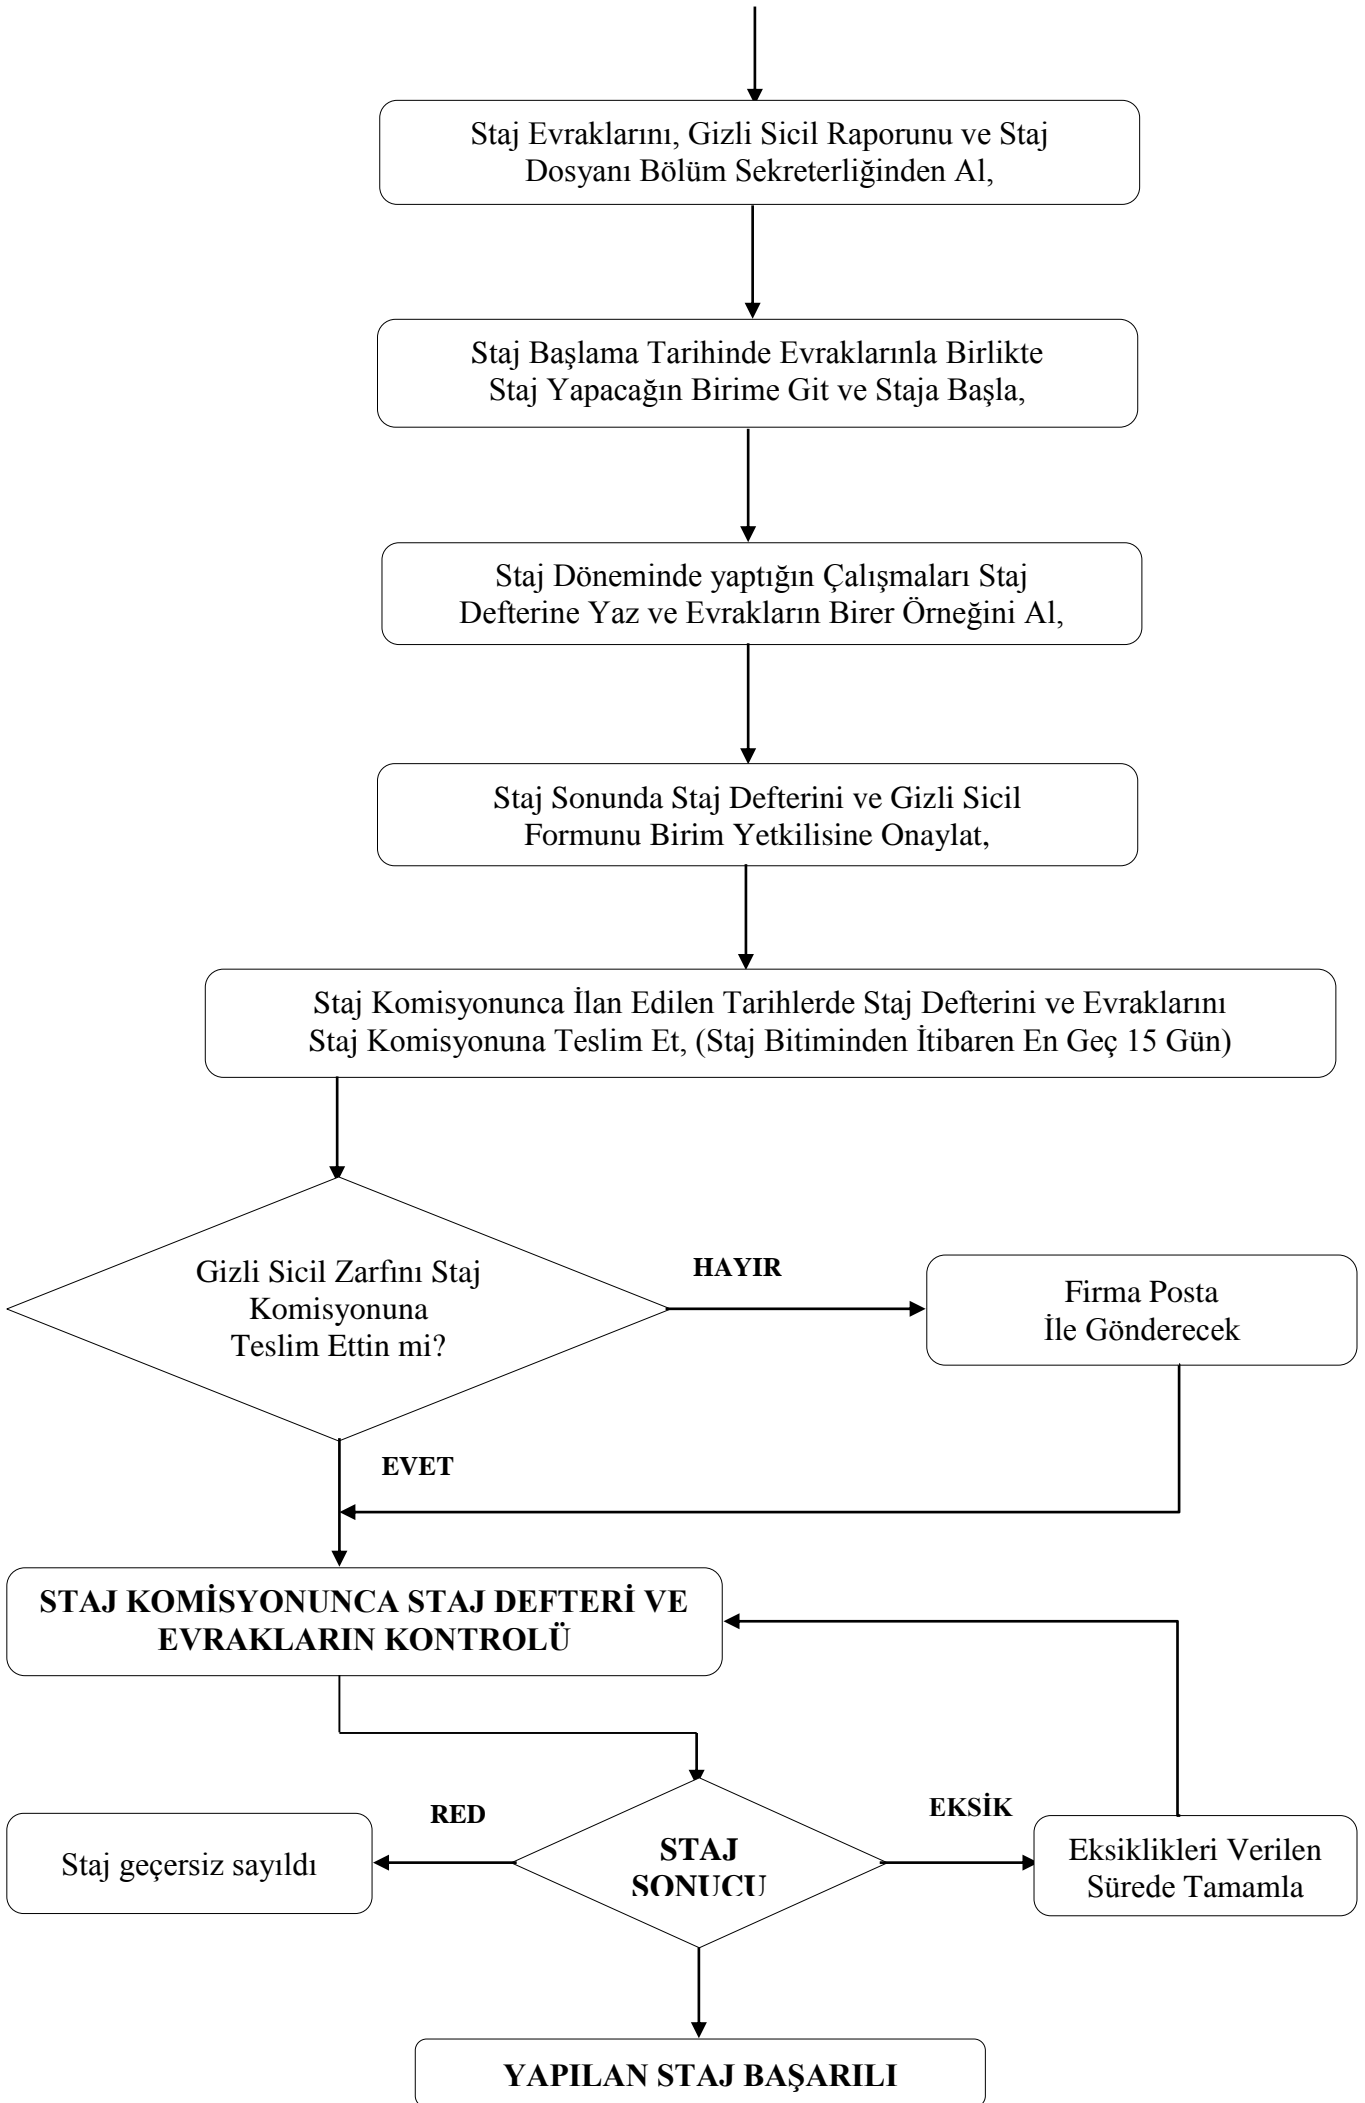 Staj Evraklarını, Gizli Sicil Raporunu ve Staj
Dosyanı Bölüm Sekreterliğinden Al,
Staj Başlama Tarihinde Evraklarınla Birlikte
Staj Yapacağın Birime Git ve Staja Başla,
Staj Döneminde yaptığın Çalışmaları Staj
Defterine Yaz ve Evrakların Birer Örneğini Al,
Staj Sonunda Staj Defterini ve Gizli Sicil
Formunu Birim Yetkilisine Onaylat,
Staj Komisyonunca İlan Edilen Tarihlerde Staj Defterini ve Evraklarını
Staj Komisyonuna Teslim Et, (Staj Bitiminden İtibaren En Geç 15 Gün)
Gizli Sicil Zarfını Staj
Komisyonuna
Teslim Ettin mi?
HAYIR
Firma Posta
İle Gönderecek
EVET
STAJ KOMİSYONUNCA STAJ DEFTERİ VE
EVRAKLARIN KONTROLÜ
RED
EKSİK
Staj geçersiz sayıldı
STAJ
SONUCU
Eksiklikleri Verilen
Sürede Tamamla
YAPILAN STAJ BAŞARILI